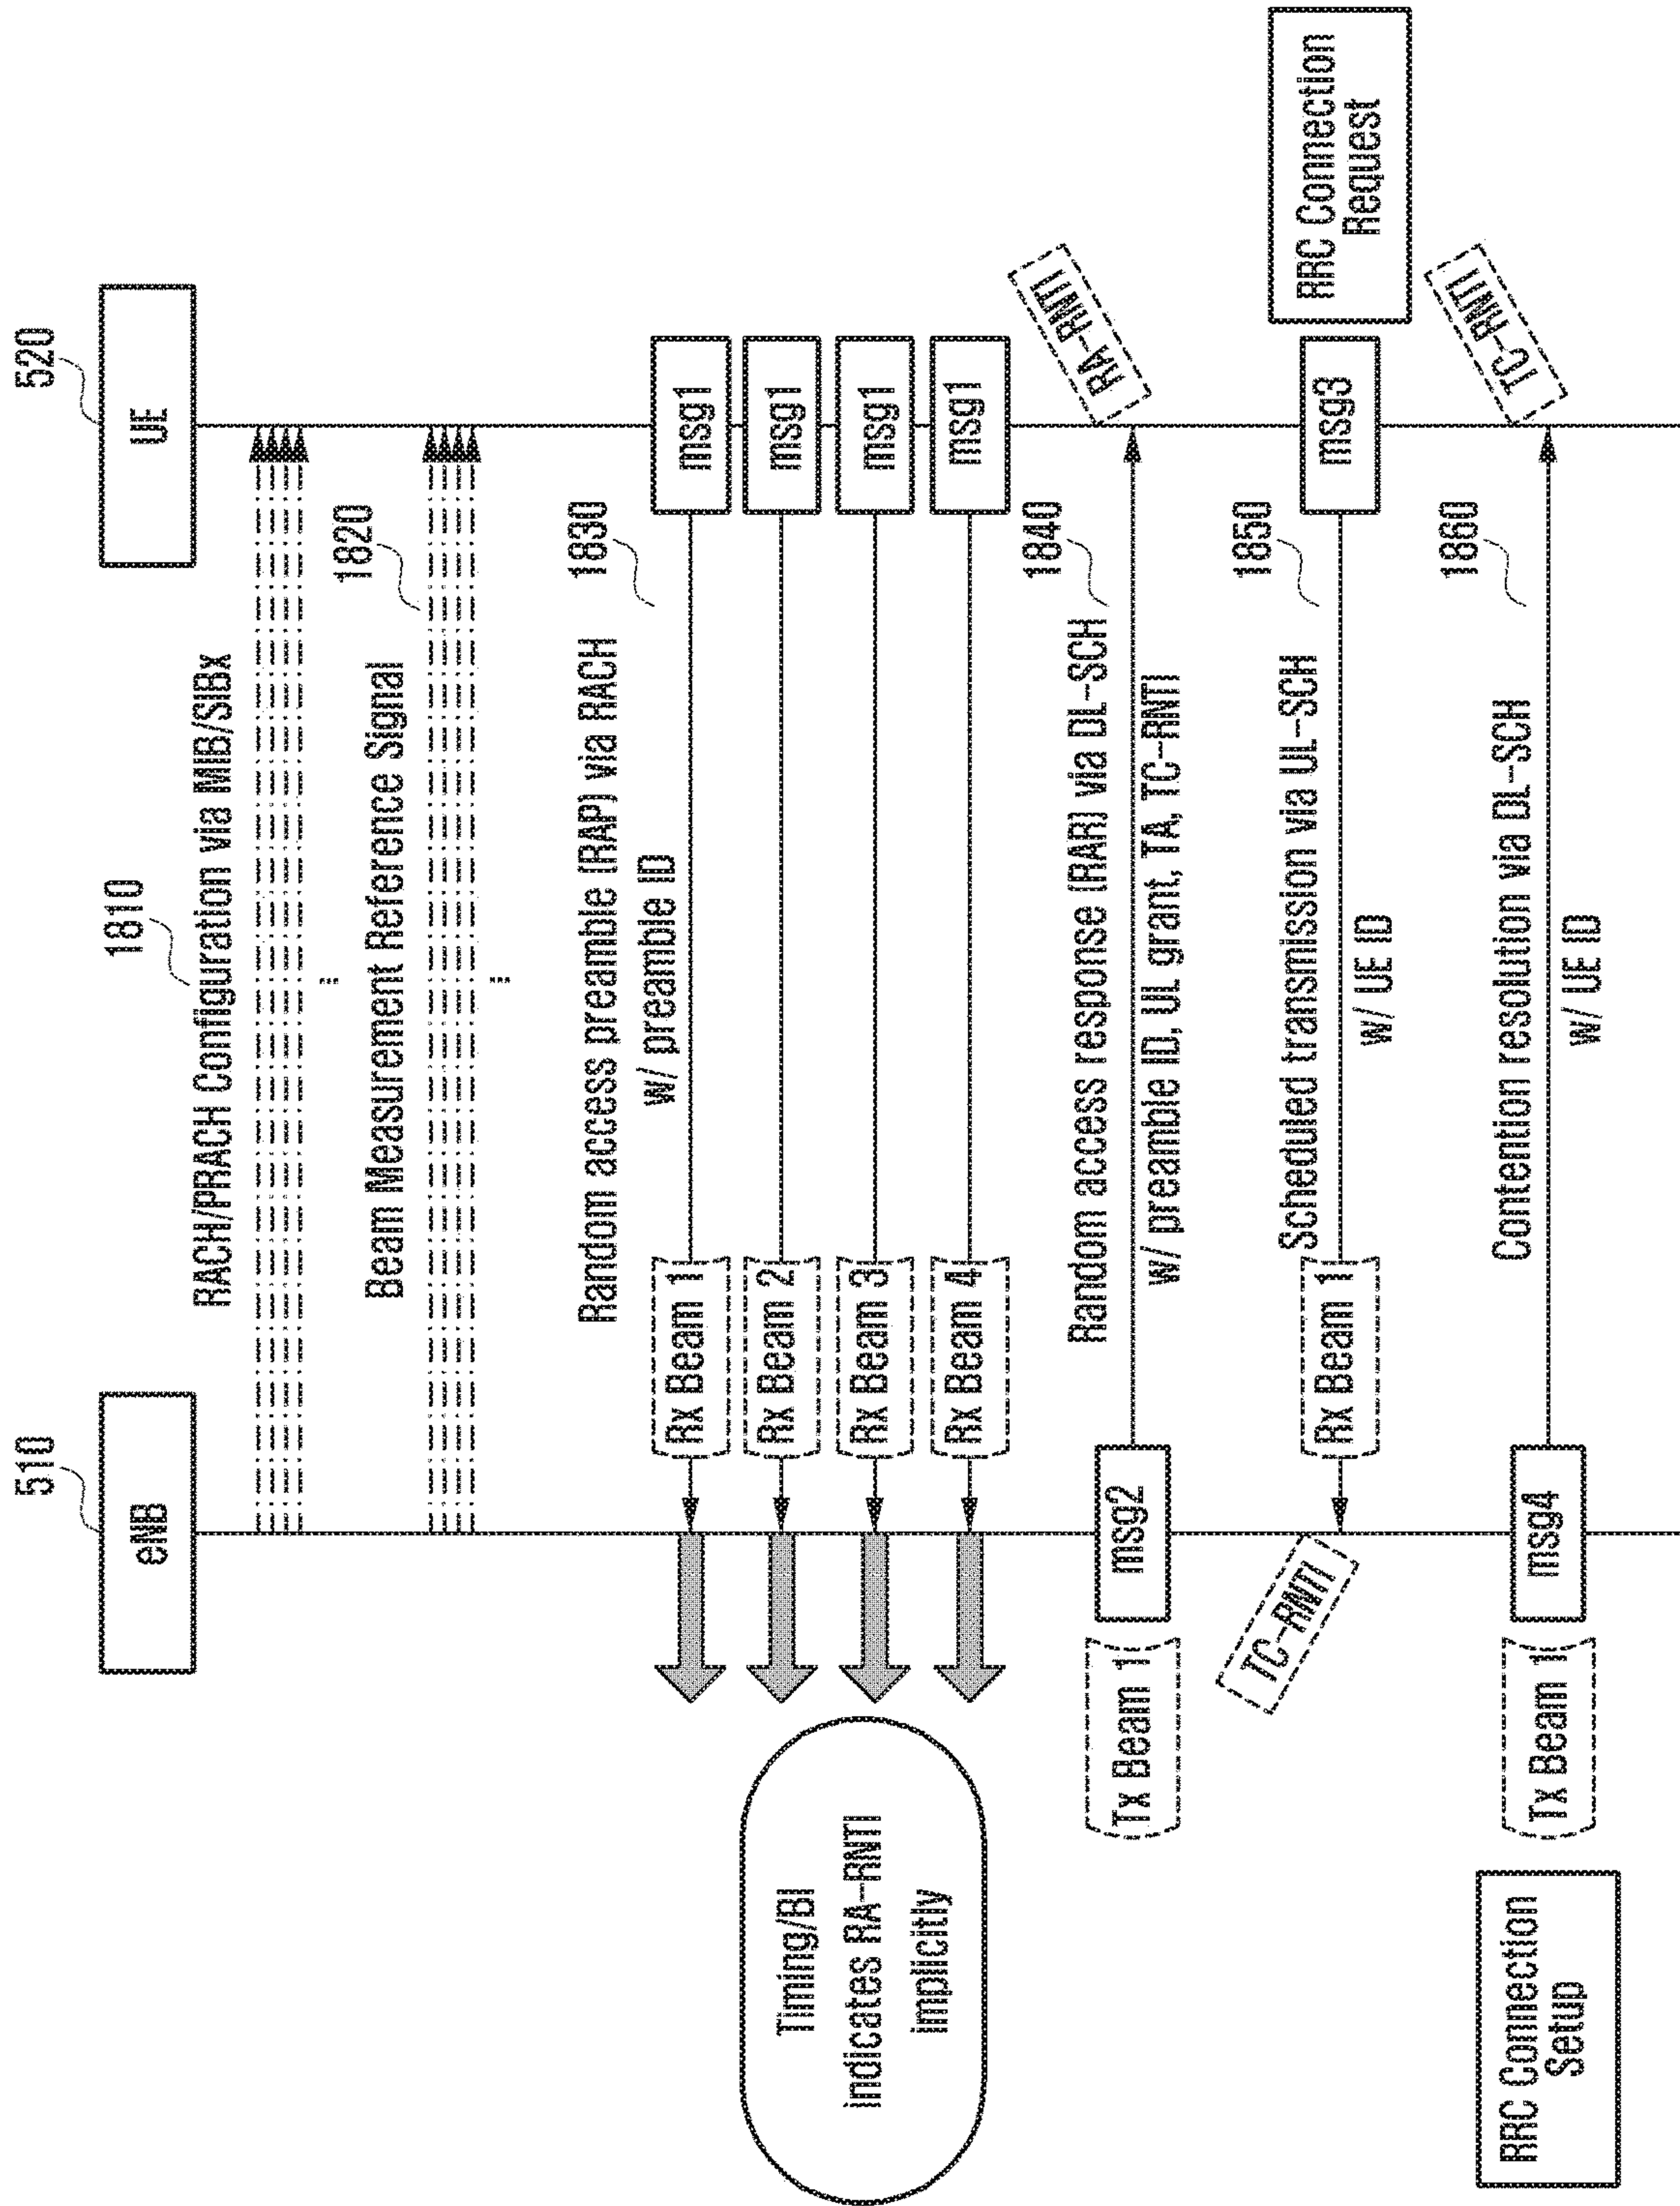 510
eNB
520
UE
1810
RACH/PRACH Configuration via MIB/SIBx
...
1820
Beam Measurement Reference Signal
...
1830
Random access preamble (RAP) via RACH
w/ preamble ID
Rx Beam 1
msg1
Rx Beam 2
msg1
Rx Beam 3
msg1
Rx Beam 4
msg1
Timing/BI
indicates RA-RNTI
implicitly
1840
Random access response (RAR) via DL-SCH
RA-RNTI
Tx Beam 1
msg2
w/ preamble ID, UL grant, TA, TC-RNTI
1850
Scheduled transmission via UL-SCH
TC-RNTI
Rx Beam 1
msg3
RRC Connection
Request
w/ UE ID
1860
Contention resolution via DL-SCH
TC-RNTI
RRC Connection
Setup
Tx Beam 1
msg4
w/ UE ID